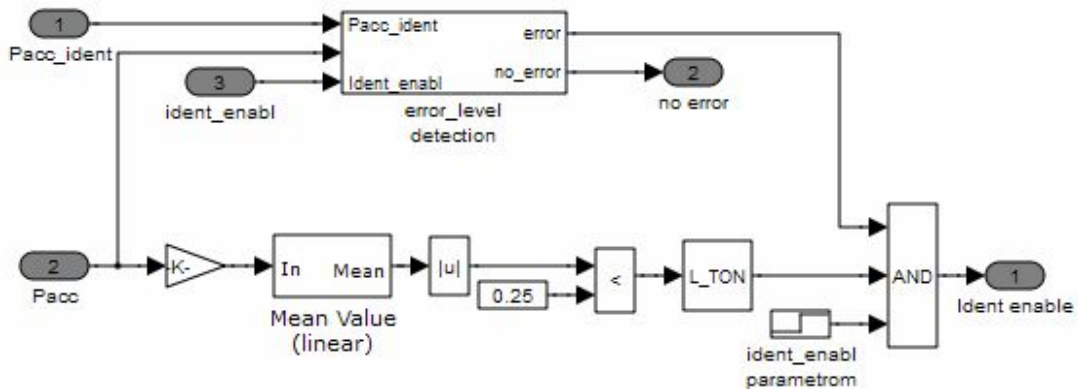 1
Pacc_ident
Pacc_ident
error
3
ident_enabl
Ident_enabl
no_error
2
no error
error_level
detection
2
Pacc
-K-
In
Mean
Mean Value
(linear)
|u|
0.25
<
L_TON
AND
1
Ident enable
ident_enabl
parametrom